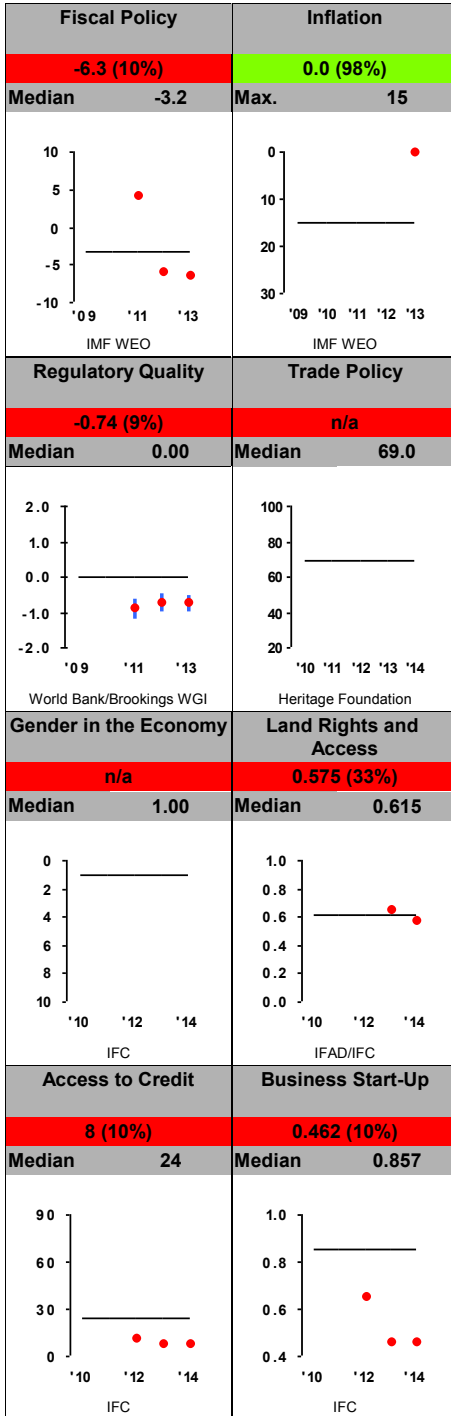 Fiscal Policy
-6.3 (10%)
Median -3.2
10
5
0
-5
-10
'09 '11 '13
IMF WEO
Inflation
0.0 (98%)
Max. 15
0
10
20
30
'09 '10 '11 '12 '13
IMF WEO
Regulatory Quality
-0.74 (9%)
Median 0.00
2.0
1.0
0.0
-1.0
-2.0
'09 '11 '13
World Bank/Brookings WGI
Trade Policy
n/a
Median 69.0
100
80
60
40
20
'10 '11 '12 '13 '14
Heritage Foundation
Gender in the Economy
n/a
Median 1.00
0
2
4
6
8
10
'10 '12 '14
IFC
Land Rights and
Access
0.575 (33%)
Median 0.615
1.0
0.8
0.6
0.4
0.2
0.0
'10 '12 '14
IFAD/IFC
Access to Credit
8 (10%)
Median 24
90
60
30
0
'10 '12 '14
IFC
Business Start-Up
0.462 (10%)
Median 0.857
1.0
0.8
0.6
0.4
'10 '12 '14
IFC